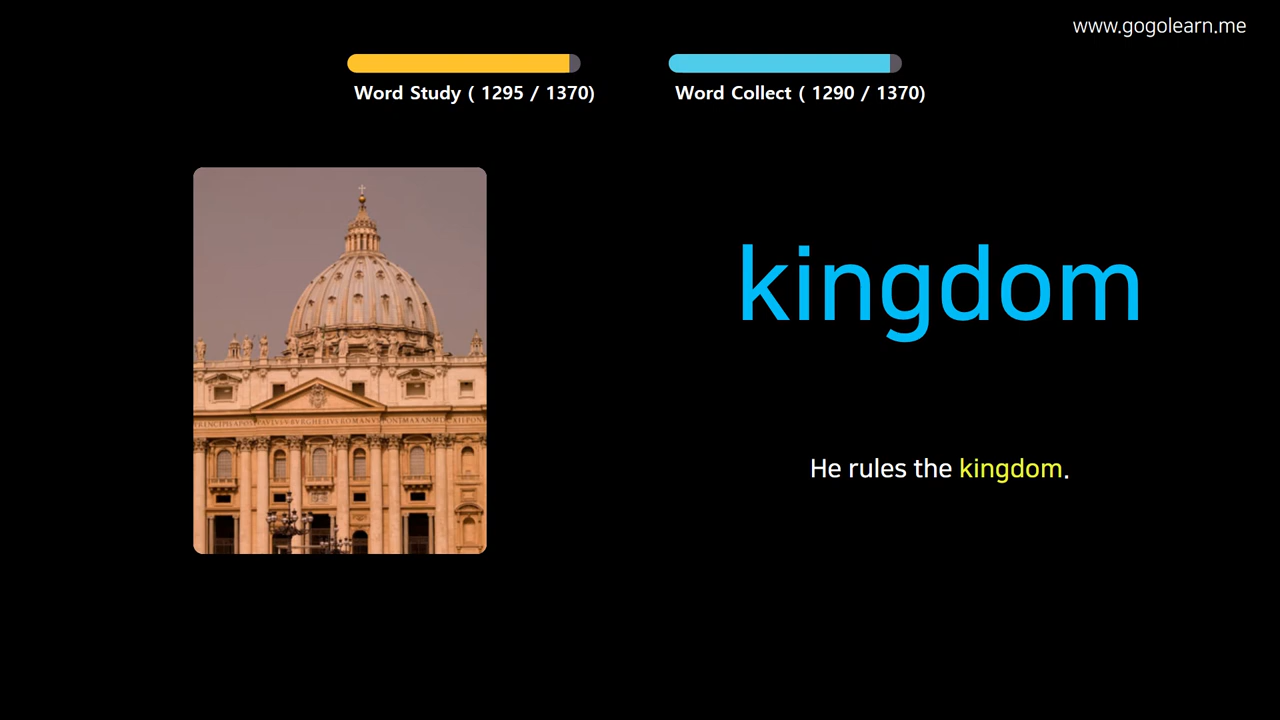 www.gogolearn.me
Word Study ( 1295 / 1370)
Word Collect ( 1290 / 1370)
kingdom
He rules the kingdom.